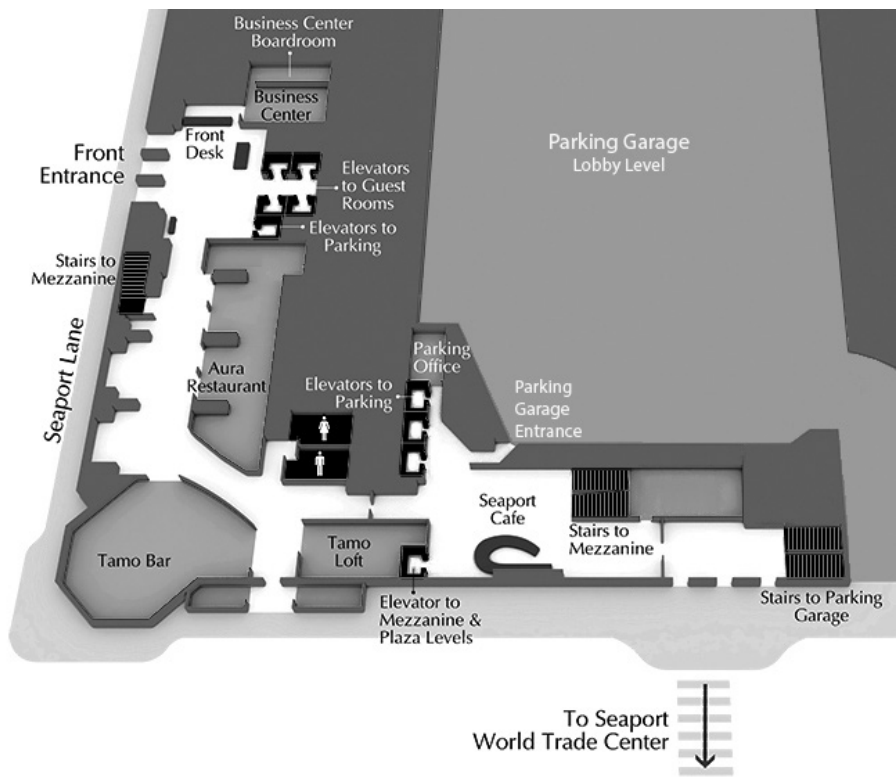 Business Center
Boardroom
Business
Center
Front
Desk
Front
Entrance
Elevators
to Guest
Rooms
Elevators to
Parking
Parking Garage
Lobby Level
Stairs to
Mezzanine
Seaport Lane
Aura
Restaurant
Parking
Office
Elevators to
Parking
Parking
Garage
Entrance
Seaport
Cafe
Stairs to
Mezzanine
Tamo Bar
Tamo
Loft
Elevator to
Mezzanine &
Plaza Levels
Stairs to Parking
Garage
To Seaport
World Trade Center